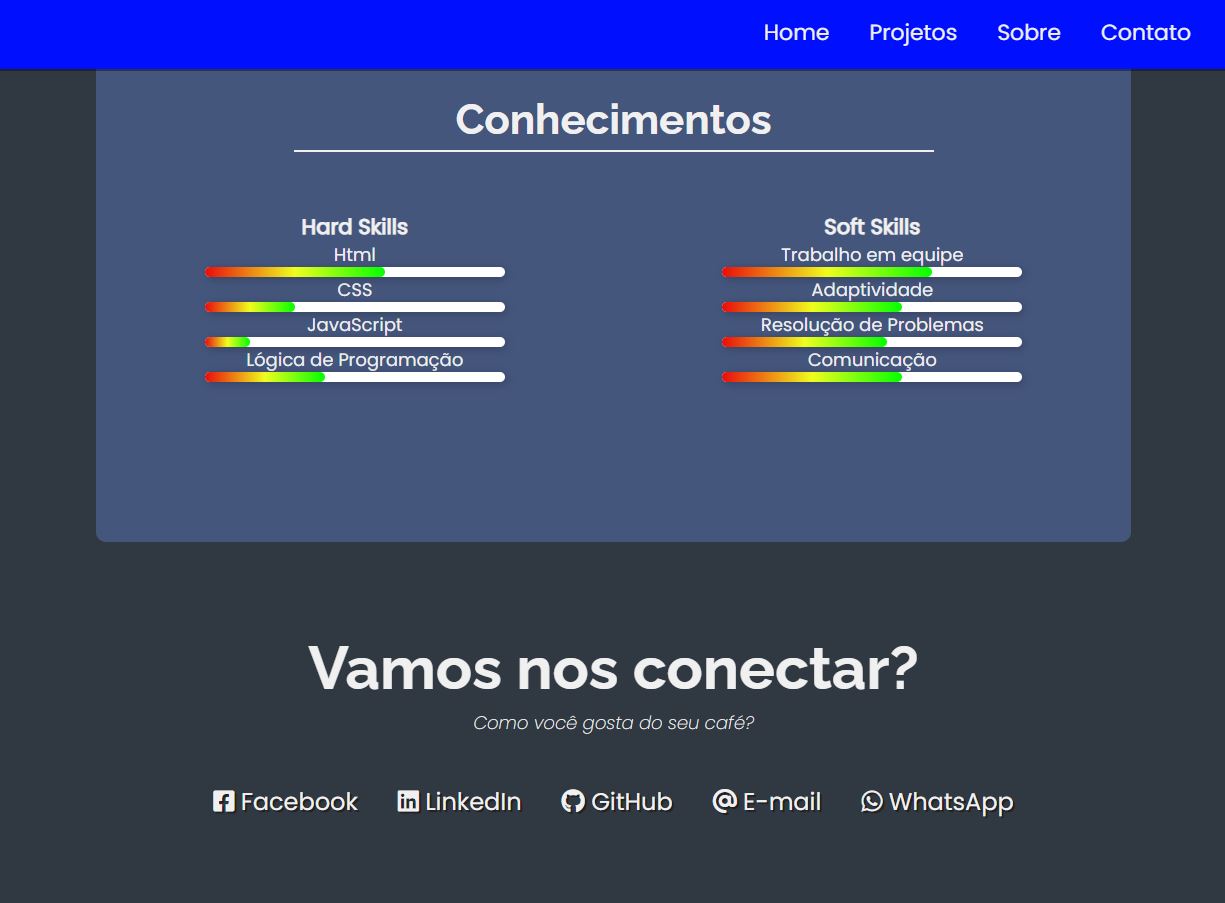 Home Projetos Sobre Contato
Conhecimentos
Hard Skills
Html
CSS
JavaScript
Lógica de Programação
Soft Skills
Trabalho em equipe
Adaptividade
Resolução de Problemas
Comunicação
Vamos nos conectar?
Como você gosta do seu café?
Facebook LinkedIn GitHub E-mail WhatsApp